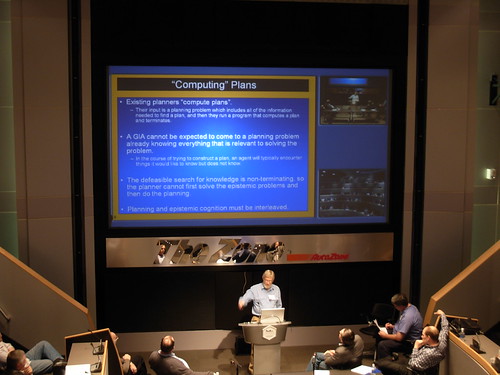 "Computing" Plans
• Existing planners "compute plans".
– Their input is a planning problem which includes all of the information
needed to find a plan, and then they run a program that computes a plan
and terminates.
• A GIA cannot be expected to come to a planning problem
already knowing everything that is relevant to solving the
problem.
– In the course of trying to construct a plan, an agent will typically encounter
things it would like to know but does not know.
• The defeasible search for knowledge is non-terminating, so
the planner cannot first solve the epistemic problems and
then do the planning.
• Planning and epistemic cognition must be interleaved.
The Zone
AutoZone